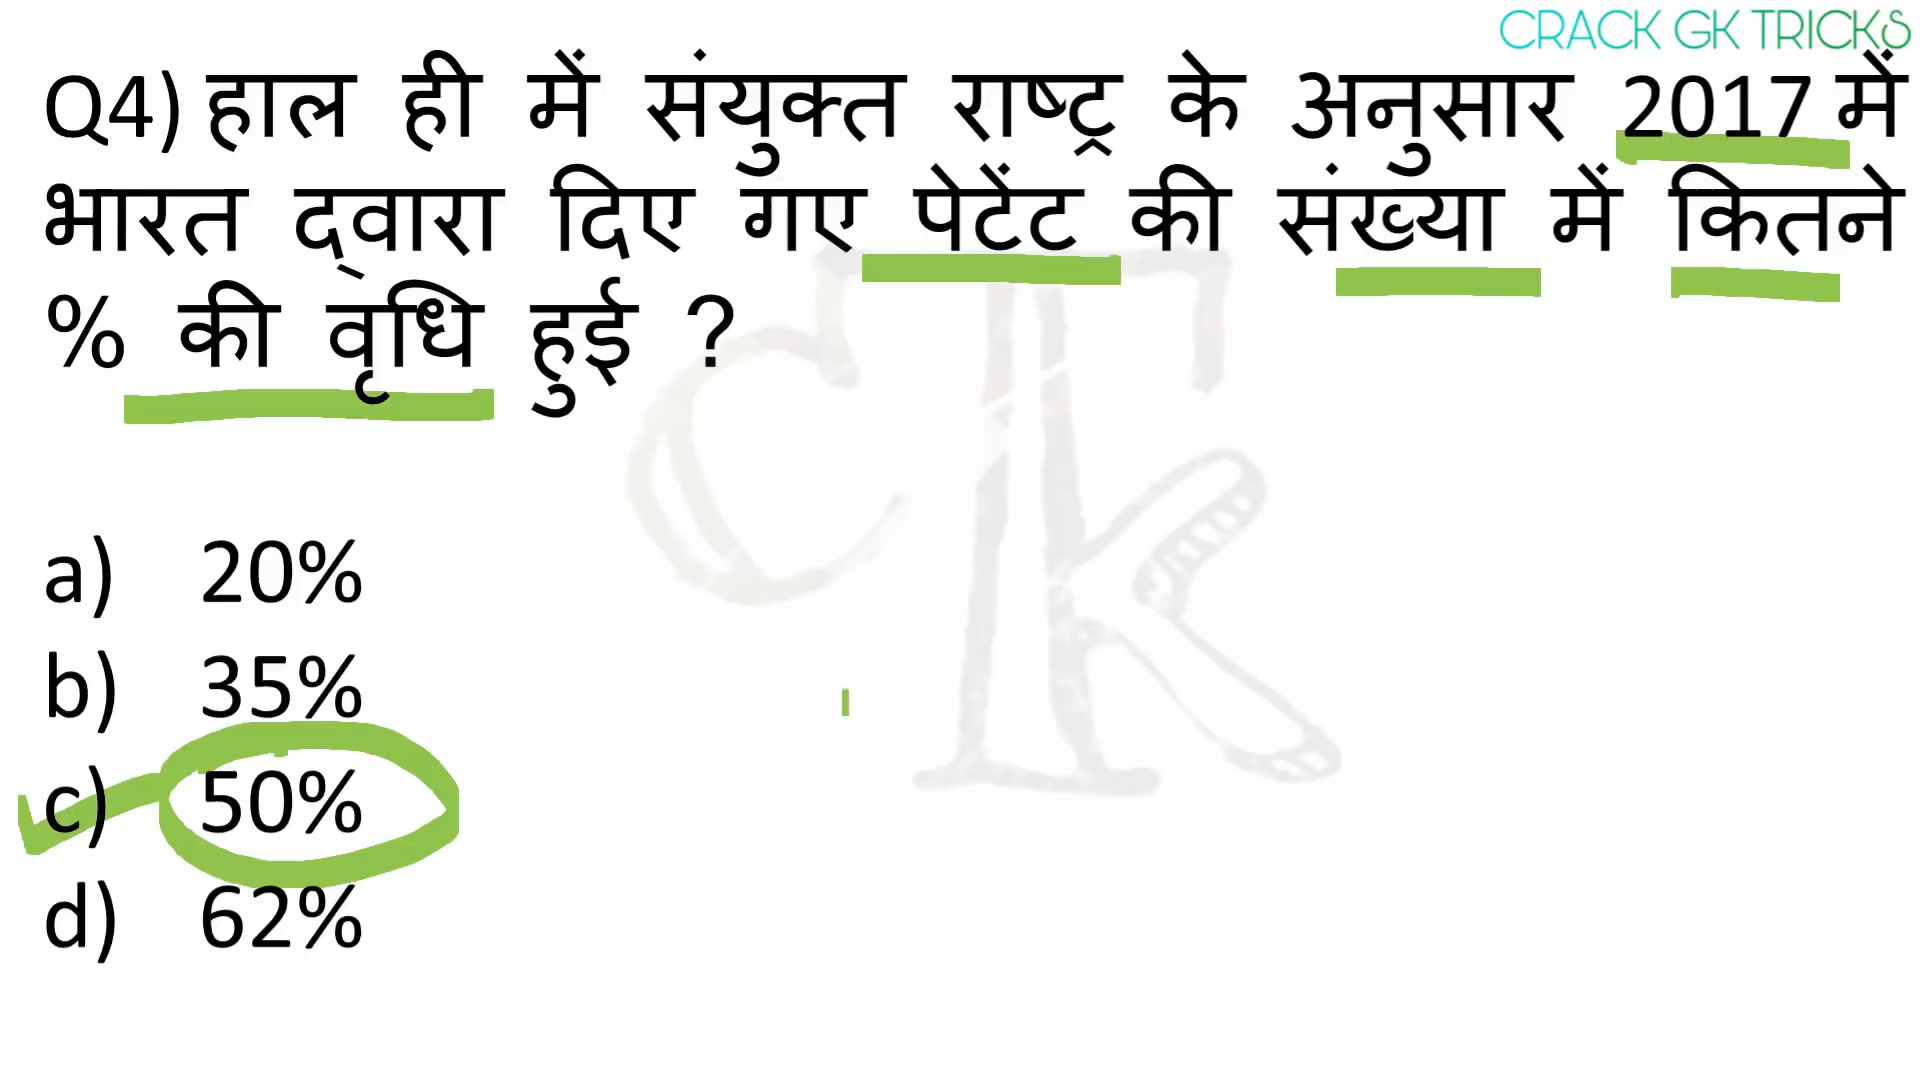 CRACK GK TRICKS
Q4) हाल ही में संयुक्त राष्ट्र के अनुसार 2017 में
भारत द्वारा दिए गए पेटेंट की संख्या में कितने
% की वृधि हुई ?
a) 20%
b) 35%
c) 50%
d) 62%